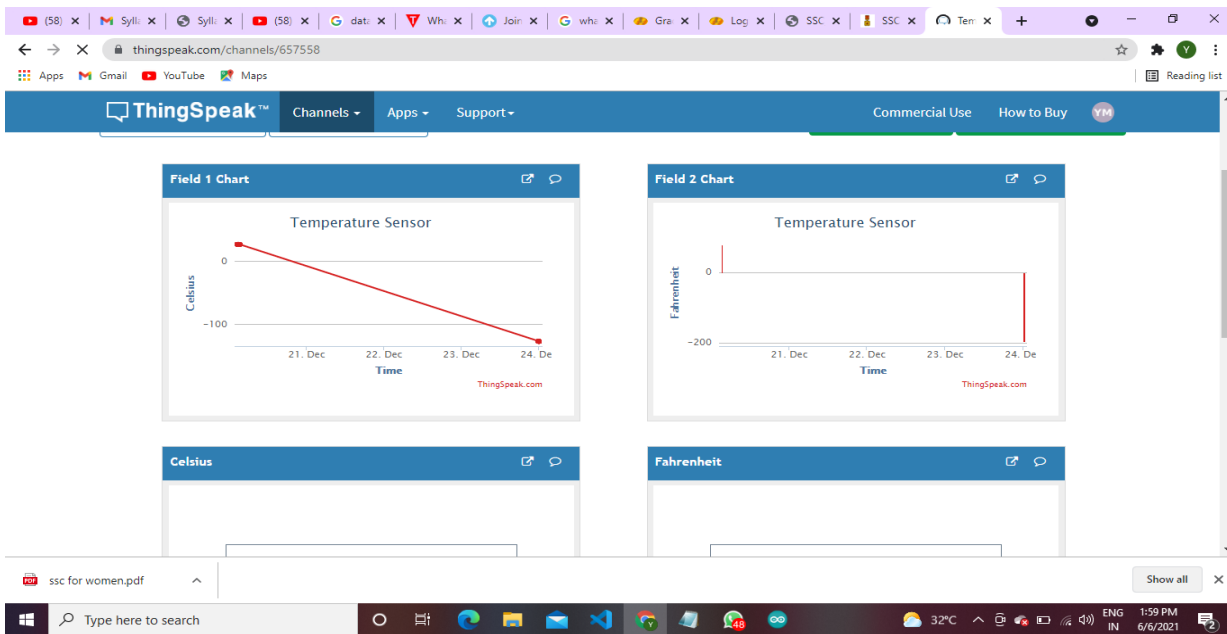 (58) Sylla Sylla (58) data Wha Join wha Gra Log SSC SSC Tem
thingspeak.com/channels/657558 Y
Apps Gmail YouTube Maps Reading list
ThingSpeak™ Channels Apps Support Commercial Use How to Buy YM
Field 1 Chart
Temperature Sensor
Celsius
0
-100
21. Dec 22. Dec 23. Dec 24. De
Time
ThingSpeak.com
Field 2 Chart
Temperature Sensor
Fahrenheit
0
-200
21. Dec 22. Dec 23. Dec 24. De
Time
ThingSpeak.com
Celsius
Fahrenheit
ssc for women.pdf Show all
Type here to search 48 32°C ENG 1:59 PM
IN 6/6/2021 2